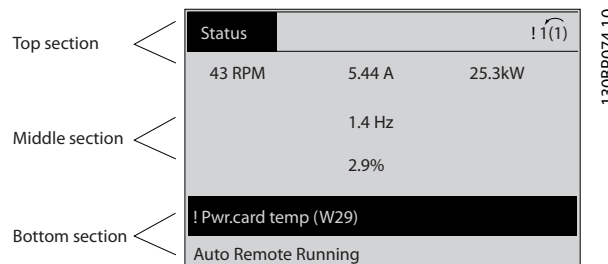 Top section
Status
! 1(1)
43 RPM 5.44 A 25.3kW
Middle section
1.4 Hz
2.9%
! Pwr.card temp (W29)
Bottom section
Auto Remote Running
130BP074.10